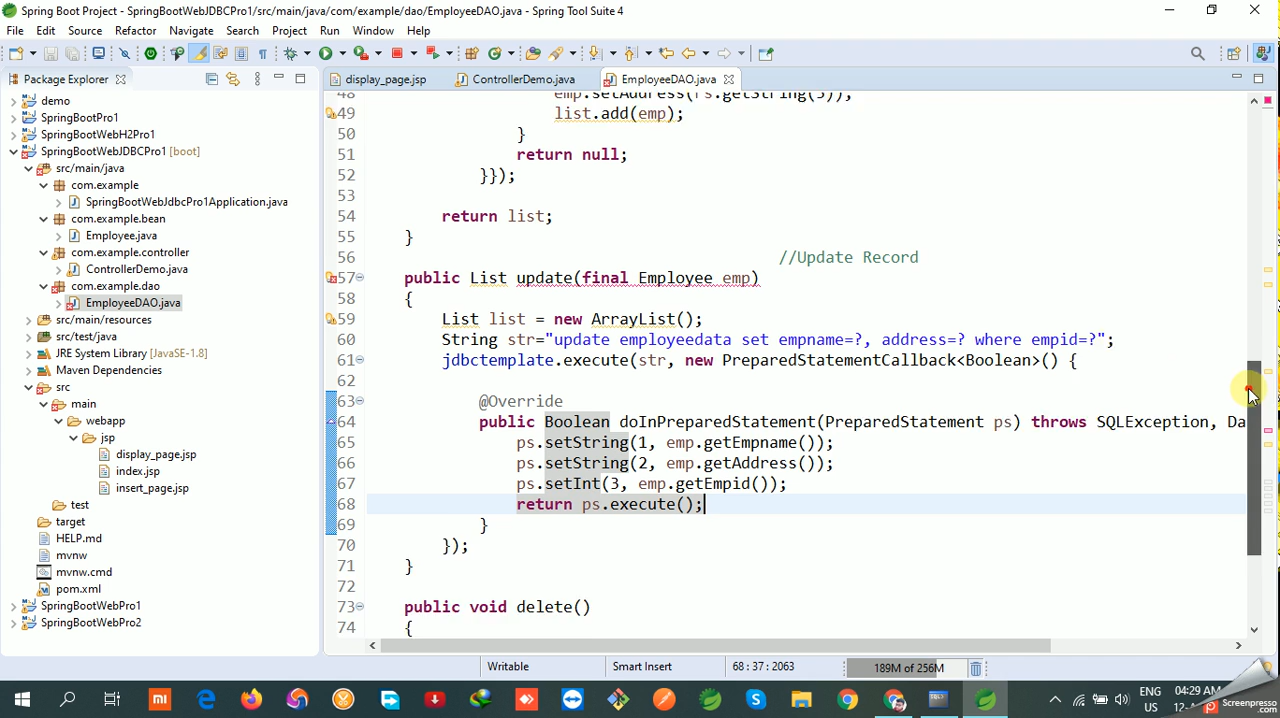 Spring Boot Project - SpringBootWebJDBCPro1/src/main/java/com/example/dao/EmployeeDAO.java - Spring Tool Suite 4
File Edit Source Refactor Navigate Search Project Run Window Help
Package Explorer
display_page.jsp
ControllerDemo.java
EmployeeDAO.java
demo
SpringBootPro1
SpringBootWebH2Pro1
SpringBootWebJDBCPro1 [boot]
src/main/java
com.example
SpringBootWebJdbcPro1Application.java
com.example.bean
Employee.java
com.example.controller
ControllerDemo.java
com.example.dao
EmployeeDAO.java
src/main/resources
src/test/java
JRE System Library [JavaSE-1.8]
Maven Dependencies
src
main
webapp
jsp
display_page.jsp
index.jsp
insert_page.jsp
test
target
HELP.md
mvnw
mvnw.cmd
pom.xml
SpringBootWebPro1
SpringBootWebPro2
48 emp.setAddress(rs.getString(3));
49 list.add(emp);
50 }
51 return null;
52 }});
53
54 return list;
55 }
56 //Update Record
57 public List update(final Employee emp)
58 {
59 List list = new ArrayList();
60 String str="update employeedata set empname=?, address=? where empid=?";
61 jdbctemplate.execute(str, new PreparedStatementCallback<Boolean>() {
62
63 @Override
64 public Boolean doInPreparedStatement(PreparedStatement ps) throws SQLException, Da
65 ps.setString(1, emp.getEmpname());
66 ps.setString(2, emp.getAddress());
67 ps.setInt(3, emp.getEmpid());
68 return ps.execute();
69 }
70 });
71 }
72
73 public void delete()
74 {
Writable
Smart Insert
68 : 37 : 2063
189M of 256M
ENG
US
04:29 AM
Screenpresso
.com